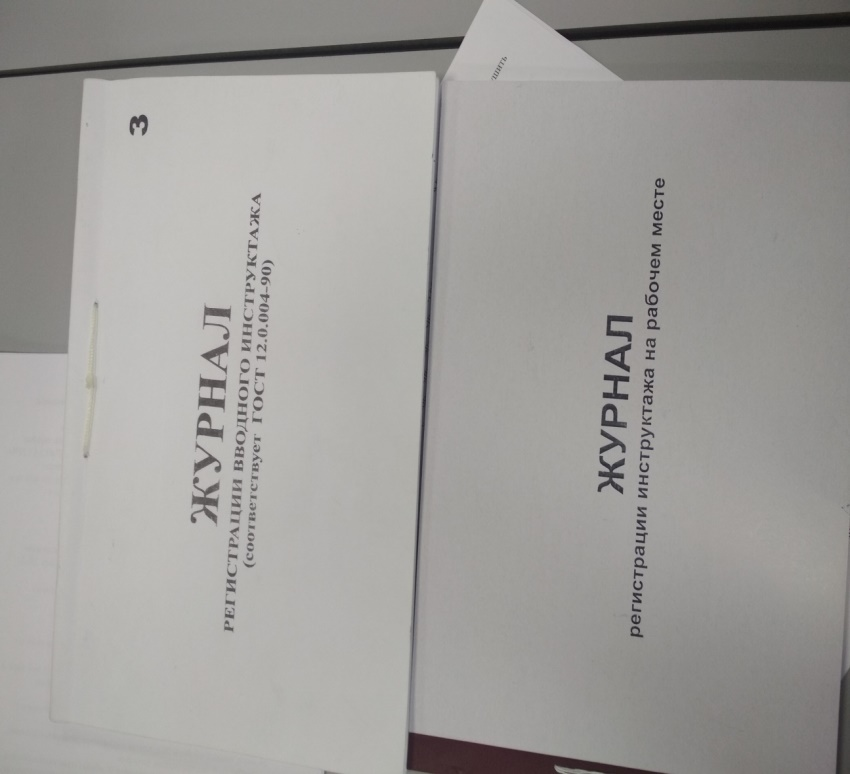 3
ЖУРНАЛ
РЕГИСТРАЦИИ ВВОДНОГО ИНСТРУКТАЖА
(соответствует ГОСТ 12.0.004-90)
ЖУРНАЛ
регистрации инструктажа на рабочем месте